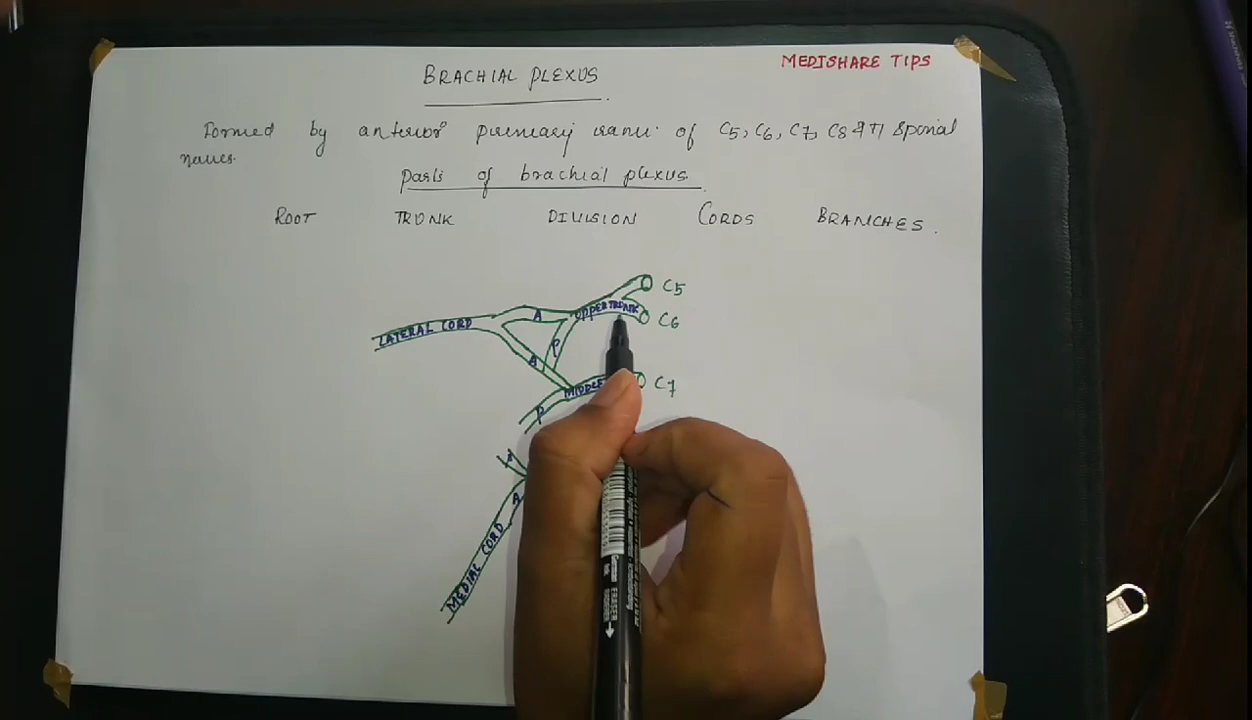 BRACHIAL PLEXUS
MEDISHARE TIPS
Formed by anterior primary rami of C5, C6, C7, C8 & T1 Spinal
nerves.
Parts of brachial plexus
ROOT TRUNK DIVISION CORDS BRANCHES.
C5
UPPER TRUNK
A
C6
LATERAL CORD
P
A
C7
MIDDLE
P
A
A
MEDIAL CORD